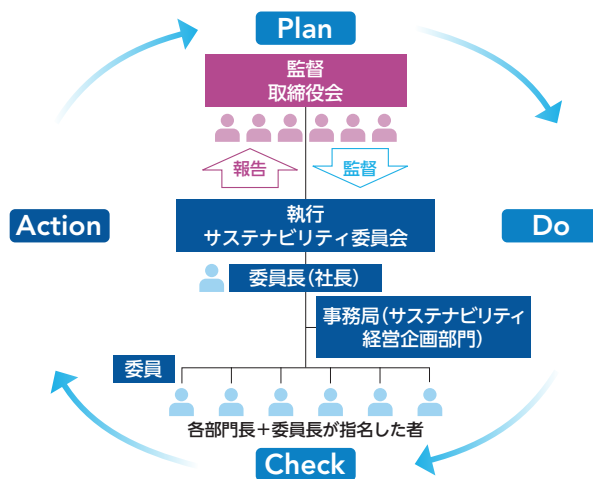 Plan
監督
取締役会
報告
監督
執行
サステナビリティ委員会
Action
Do
委員長（社長）
事務局（サステナビリティ
経営企画部門）
委員
各部門長＋委員長が指名した者
Check